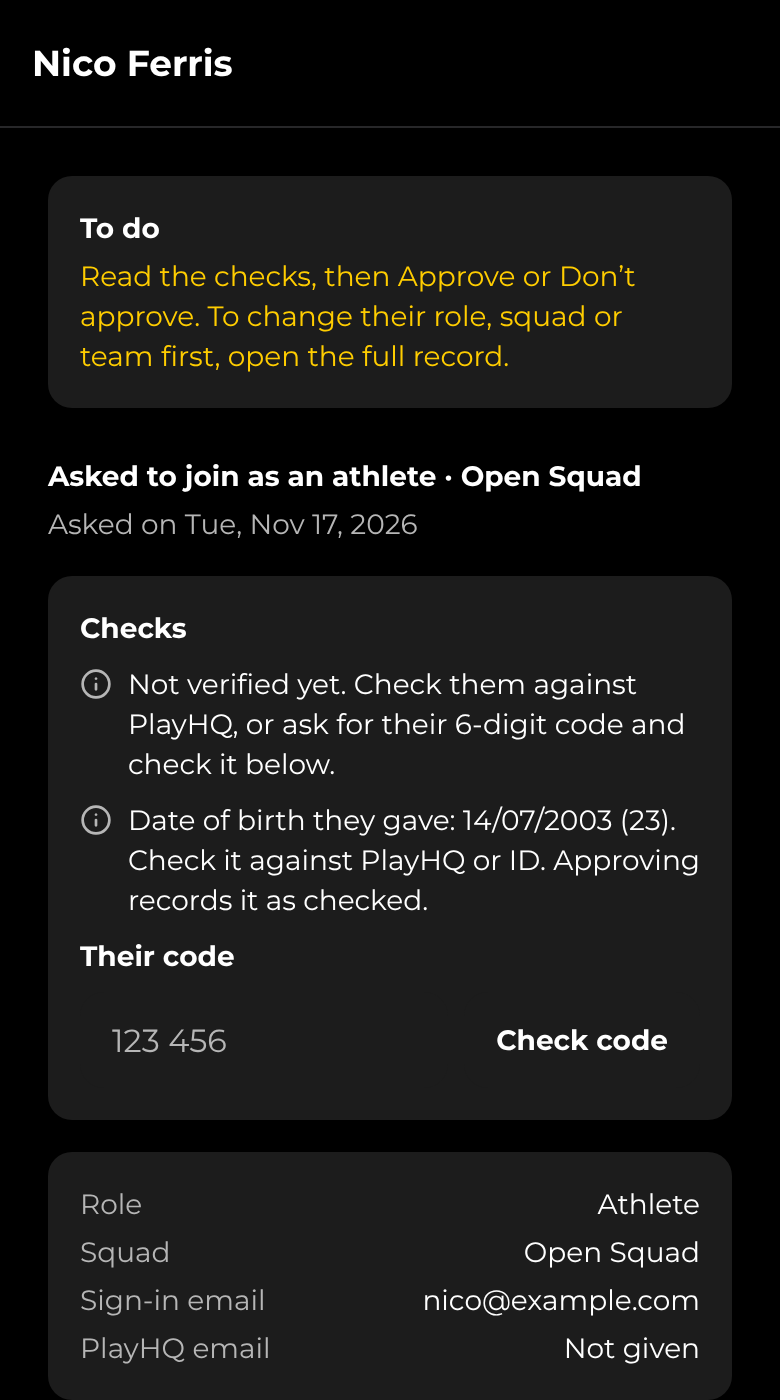 Nico Ferris
To do
Read the checks, then Approve or Don’t
approve. To change their role, squad or
team first, open the full record.
Asked to join as an athlete · Open Squad
Asked on Tue, Nov 17, 2026
Checks
Not verified yet. Check them against
PlayHQ, or ask for their 6-digit code and
check it below.
Date of birth they gave: 14/07/2003 (23).
Check it against PlayHQ or ID. Approving
records it as checked.
Their code
123 456 Check code
Role Athlete
Squad Open Squad
Sign-in email nico@example.com
PlayHQ email Not given